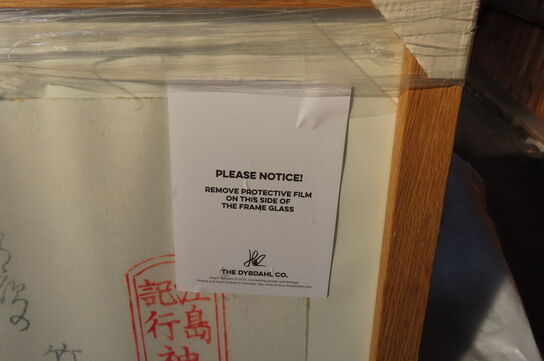 PLEASE NOTICE!
REMOVE PROTECTIVE FILM
ON THIS SIDE OF
THE FRAME GLASS
THE DYBDAHL CO.
江島神
記行
竹